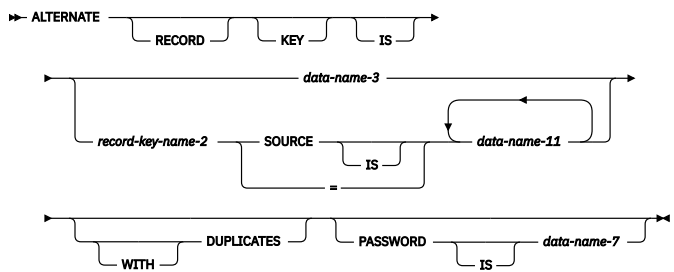 ALTERNATE
RECORD KEY IS
data-name-3
record-key-name-2 SOURCE data-name-11
IS
=
DUPLICATES PASSWORD data-name-7
WITH IS